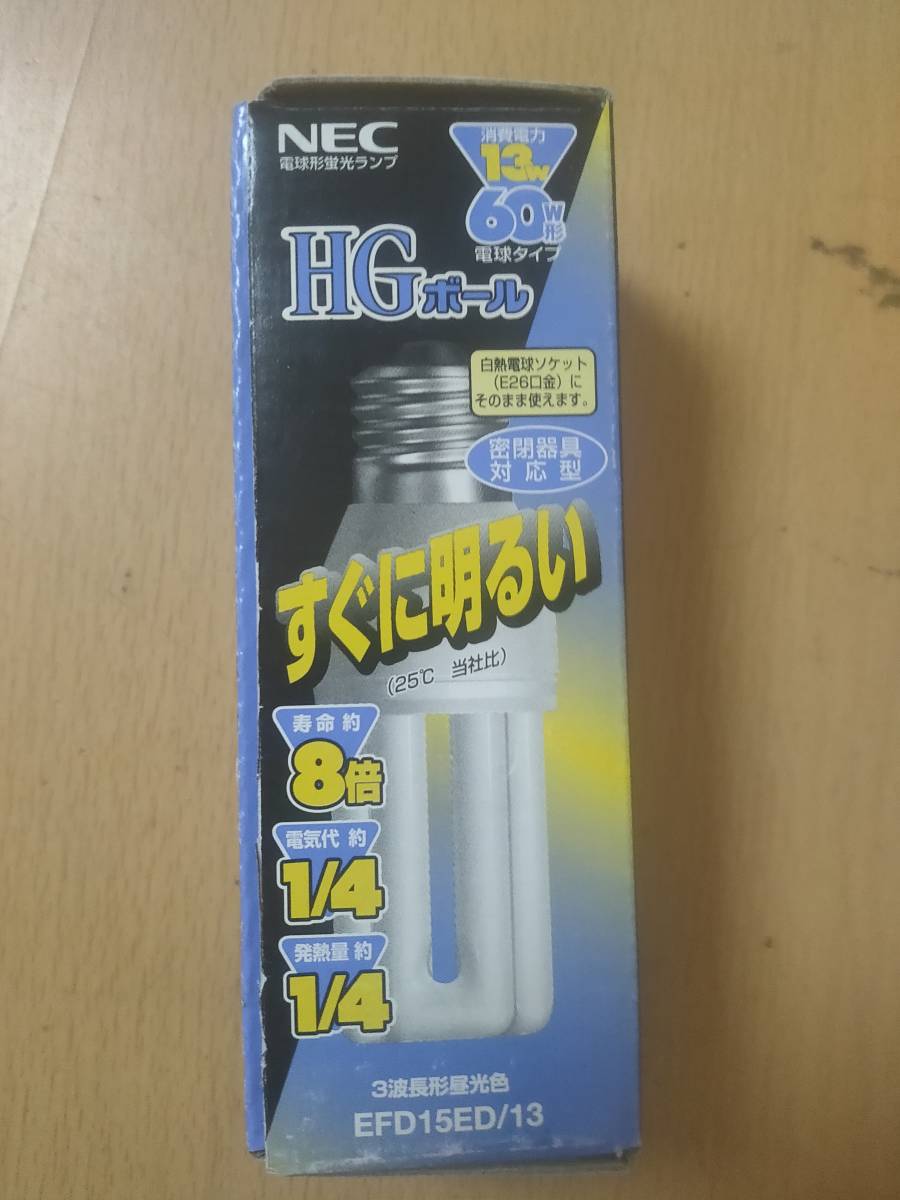 NEC
電球形蛍光ランプ
消費電力
13W
60W形
電球タイプ
HGボール
白熱電球ソケット
（E26口金）に
そのまま使えます。
密閉器具
対応型
すぐに明るい
（25℃ 当社比）
寿命 約
8倍
電気代 約
1/4
発熱量 約
1/4
3波長形昼光色
EFD15ED/13